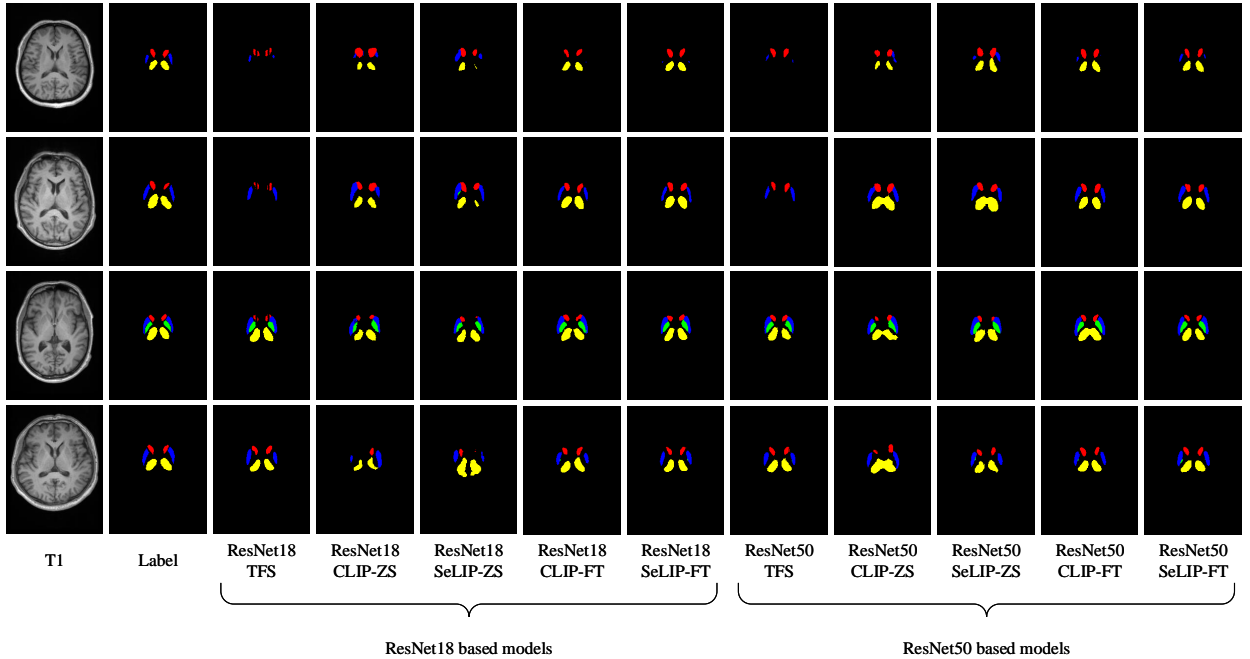 T1
Label
ResNet18
TFS
ResNet18
CLIP-ZS
ResNet18
SeLIP-ZS
ResNet18
CLIP-FT
ResNet18
SeLIP-FT
ResNet50
TFS
ResNet50
CLIP-ZS
ResNet50
SeLIP-ZS
ResNet50
CLIP-FT
ResNet50
SeLIP-FT
ResNet18 based models
ResNet50 based models